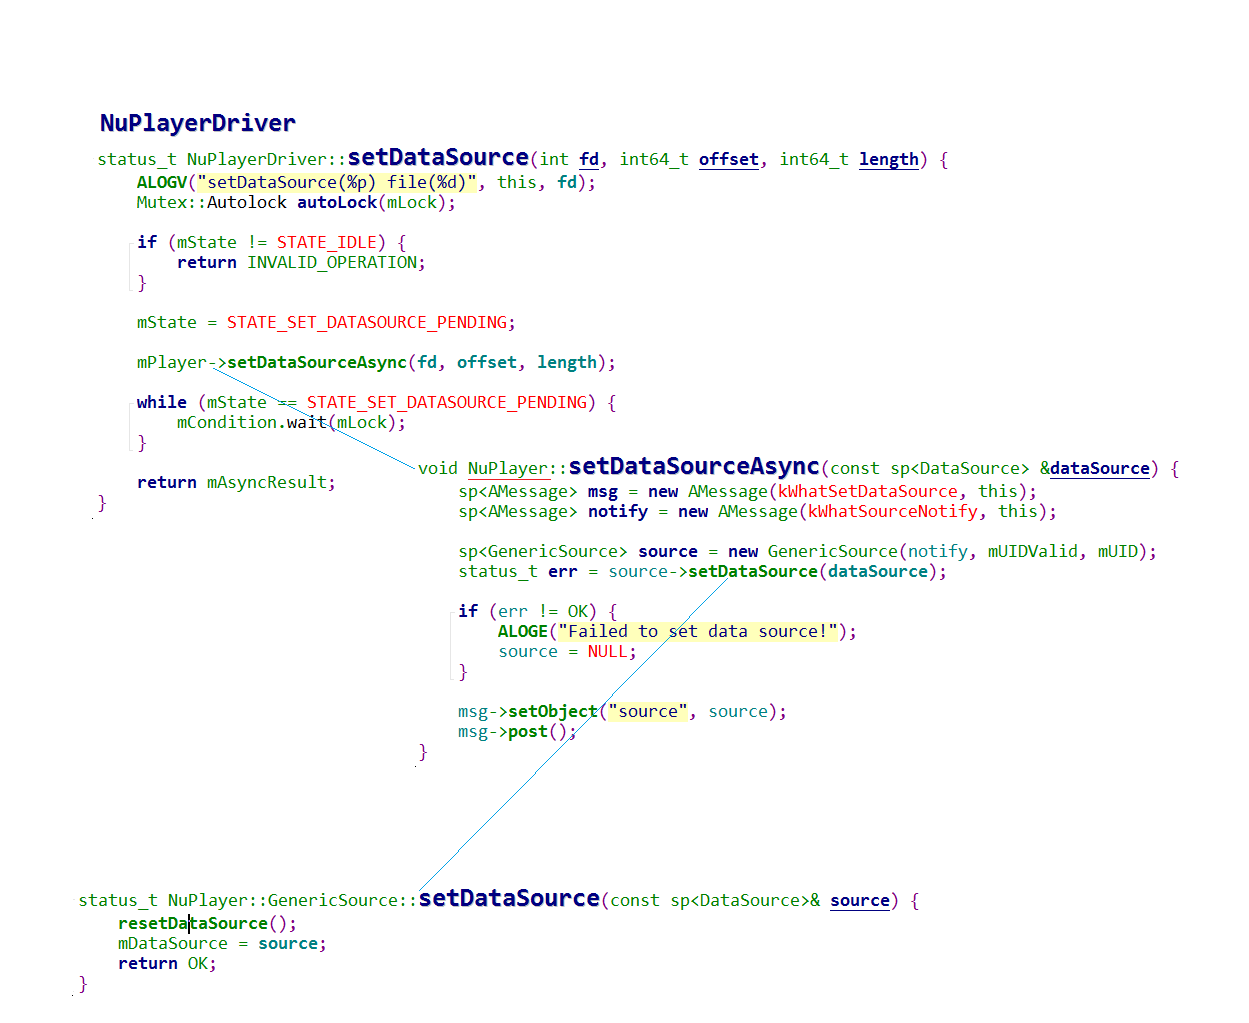 NuPlayerDriver
status_t NuPlayerDriver::setDataSource(int fd, int64_t offset, int64_t length) {
    ALOGV("setDataSource(%p) file(%d)", this, fd);
    Mutex::Autolock autoLock(mLock);
    if (mState != STATE_IDLE) {
        return INVALID_OPERATION;
    }
    mState = STATE_SET_DATASOURCE_PENDING;
    mPlayer->setDataSourceAsync(fd, offset, length);
    while (mState == STATE_SET_DATASOURCE_PENDING) {
        mCondition.wait(mLock);
    }
    return mAsyncResult;
}
void NuPlayer::setDataSourceAsync(const sp<DataSource> &dataSource) {
    sp<AMessage> msg = new AMessage(kWhatSetDataSource, this);
    sp<AMessage> notify = new AMessage(kWhatSourceNotify, this);
    sp<GenericSource> source = new GenericSource(notify, mUIDValid, mUID);
    status_t err = source->setDataSource(dataSource);
    if (err != OK) {
        ALOGE("Failed to set data source!");
        source = NULL;
    }
    msg->setObject("source", source);
    msg->post();
}
status_t NuPlayer::GenericSource::setDataSource(const sp<DataSource>& source) {
    resetDataSource();
    mDataSource = source;
    return OK;
}